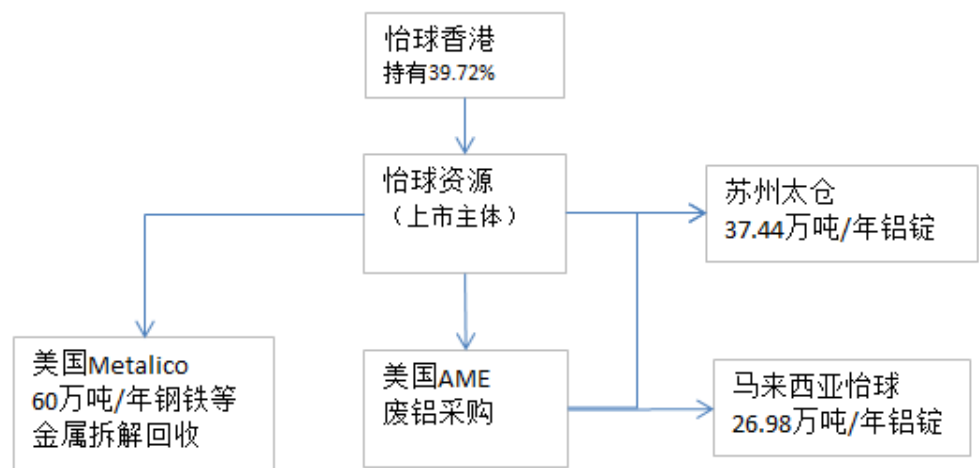 怡球香港
持有39.72%
怡球资源
（上市主体）
苏州太仓
37.44万吨/年铝锭
美国Metalico
60万吨/年钢铁等
金属拆解回收
美国AME
废铝采购
马来西亚怡球
26.98万吨/年铝锭